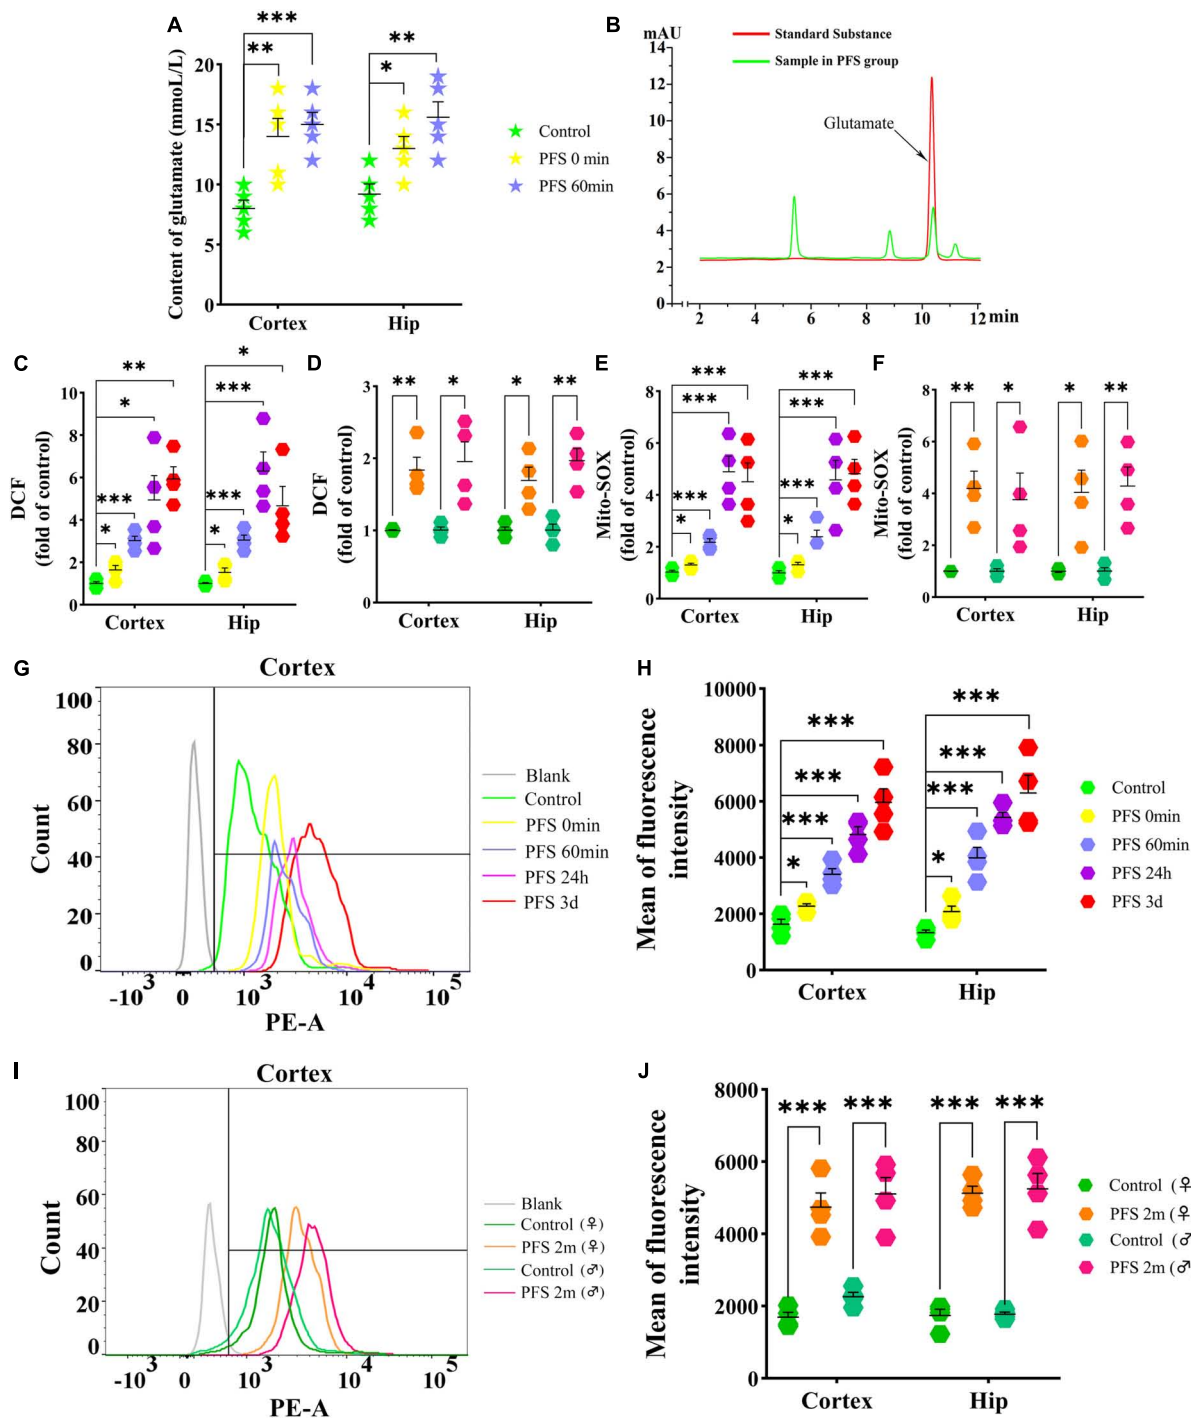 A
***
**
**
*
Content of glutamate (mmoL/L)
20
15
10
5
0
Cortex
Hip
Control
PFS 0 min
PFS 60min
B
mAU
14
12
10
8
6
4
2
0
Standard Substance
Sample in PFS group
Glutamate
2
4
6
8
10
12
min
C
**
*
***
*
*
***
***
*
DCF
(fold of control)
10
8
6
4
2
0
Cortex
Hip
D
**
*
*
**
DCF
(fold of control)
3
2
1
0
Cortex
Hip
E
***
***
***
*
***
***
***
*
Mito-SOX
(fold of control)
8
6
4
2
0
Cortex
Hip
F
**
*
*
**
Mito-SOX
(fold of control)
8
6
4
2
0
Cortex
Hip
G
Cortex
Count
100
80
60
40
20
0
-10³
0
10³
10⁴
10⁵
PE-A
Blank
Control
PFS 0min
PFS 60min
PFS 24h
PFS 3d
H
***
***
***
*
***
***
***
*
Mean of fluorescence
intensity
10000
8000
6000
4000
2000
0
Cortex
Hip
Control
PFS 0min
PFS 60min
PFS 24h
PFS 3d
I
Cortex
Count
100
80
60
40
20
0
-10³
0
10³
10⁴
10⁵
PE-A
Blank
Control (♀)
PFS 2m (♀)
Control (♂)
PFS 2m (♂)
J
***
***
***
***
Mean of fluorescence
intensity
8000
6000
4000
2000
0
Cortex
Hip
Control (♀
PFS 2m (♀
Control (♂
PFS 2m (♂